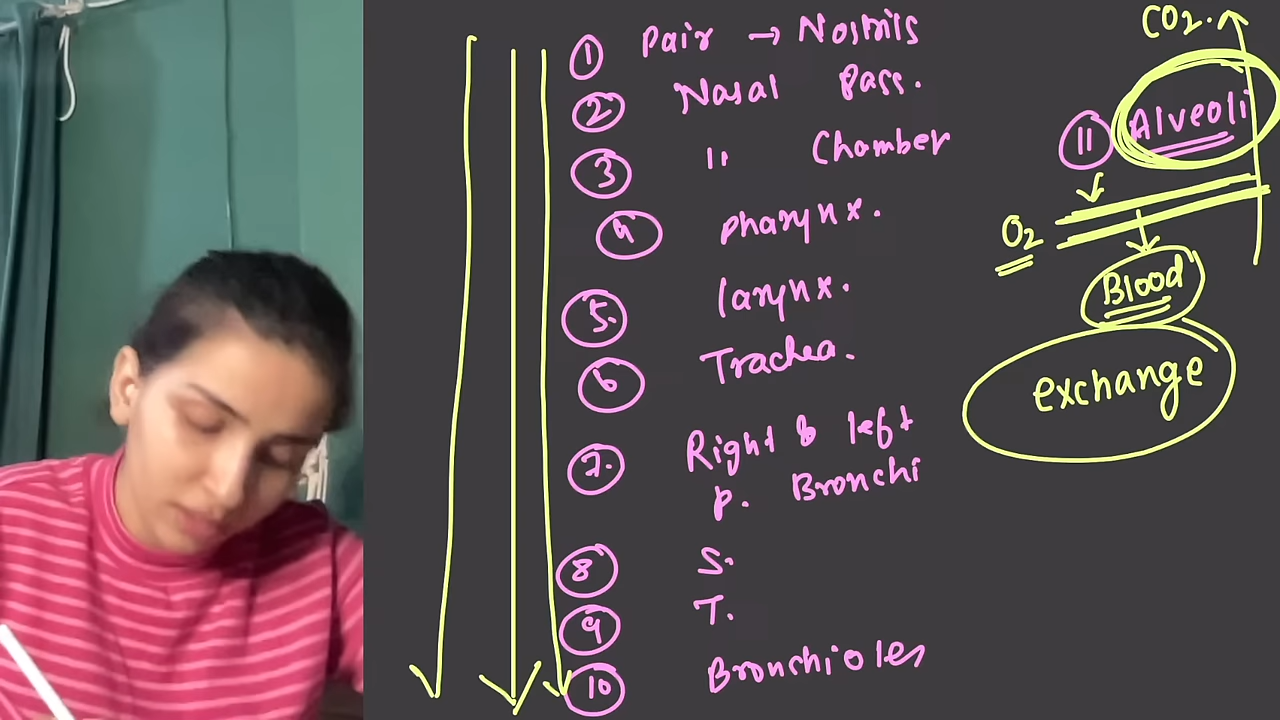 ① Pair → Nostrils
② Nasal Pass.
③ 11 Chamber
④ pharynx.
⑤ larynx.
⑥ Trachea.
⑦ Right & left
p. Bronchi
⑧ S.
⑨ T.
⑩ Bronchioles
CO2.
⑪ Alveoli
O2
Blood
exchange